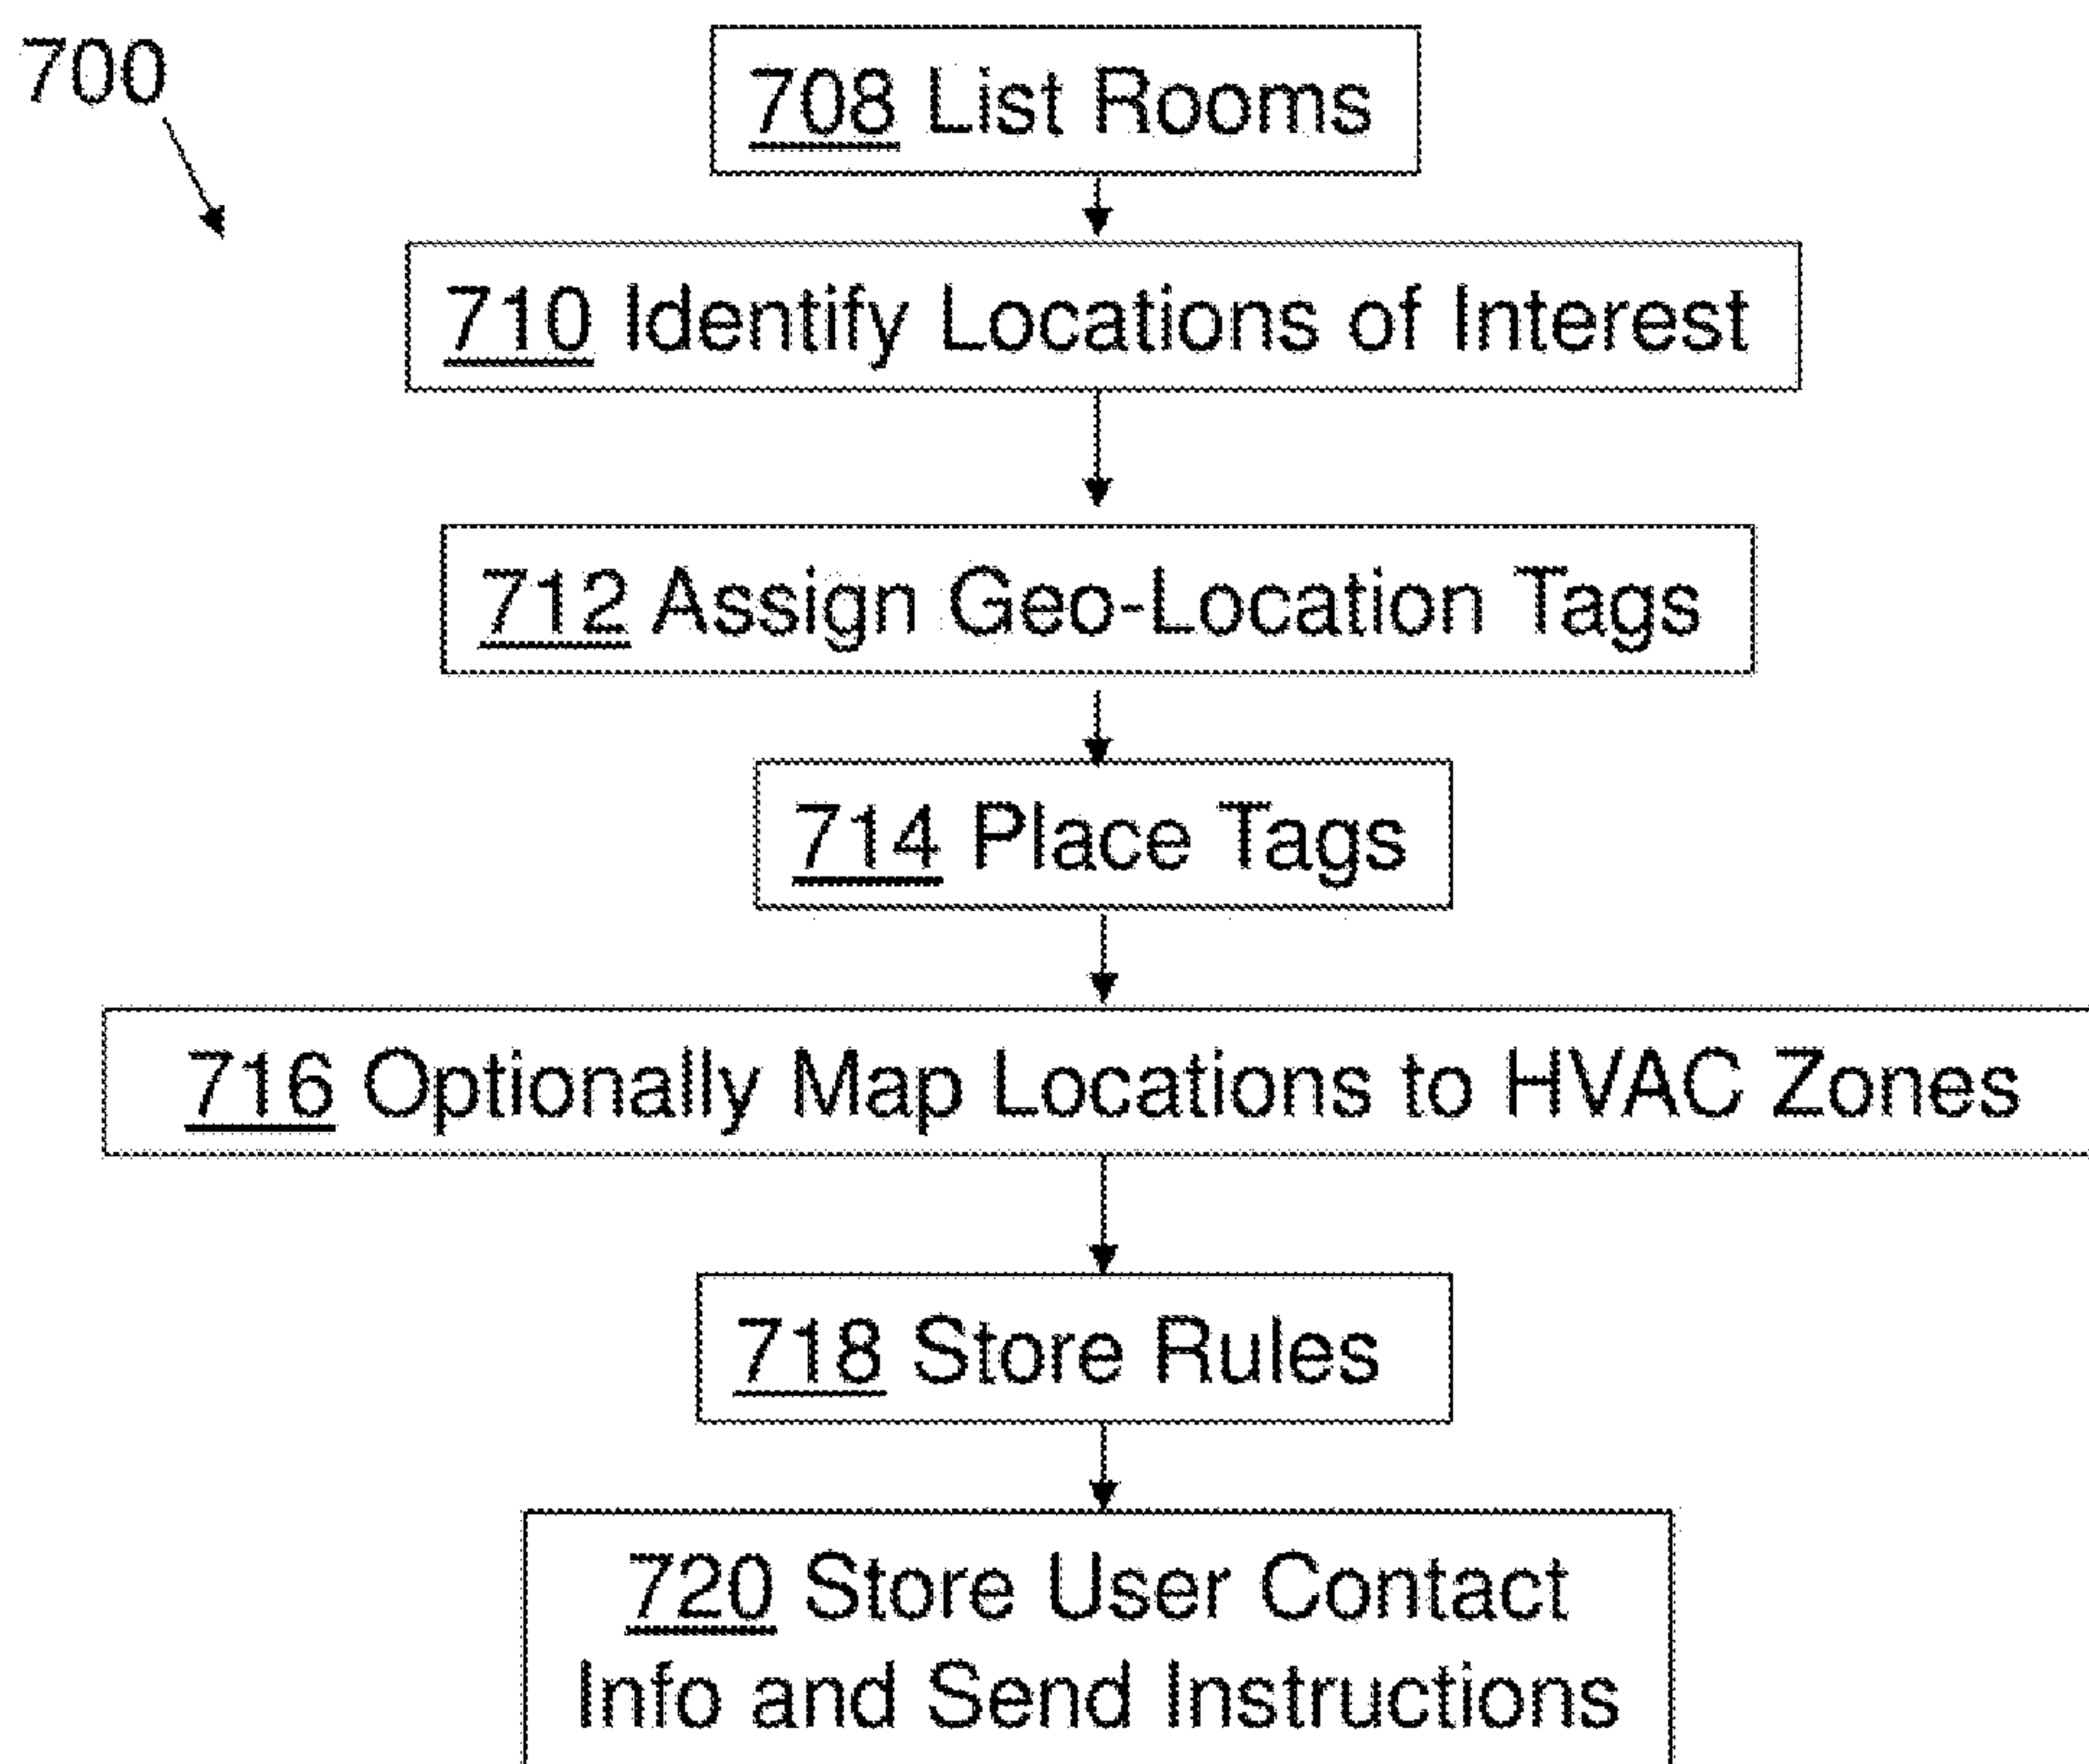 700
708 List Rooms
710 Identify Locations of Interest
712 Assign Geo-Location Tags
714 Place Tags
716 Optionally Map Locations to HVAC Zones
718 Store Rules
720 Store User Contact
Info and Send Instructions